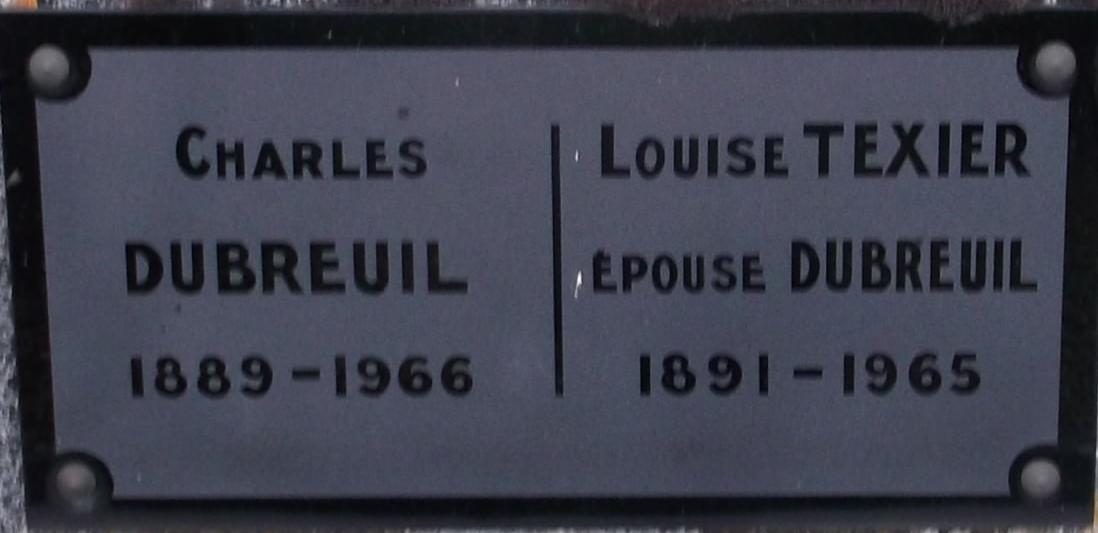 CHARLES
DUBREUIL
1889-1966
LOUISE TEXIER
ÉPOUSE DUBREUIL
1891-1965